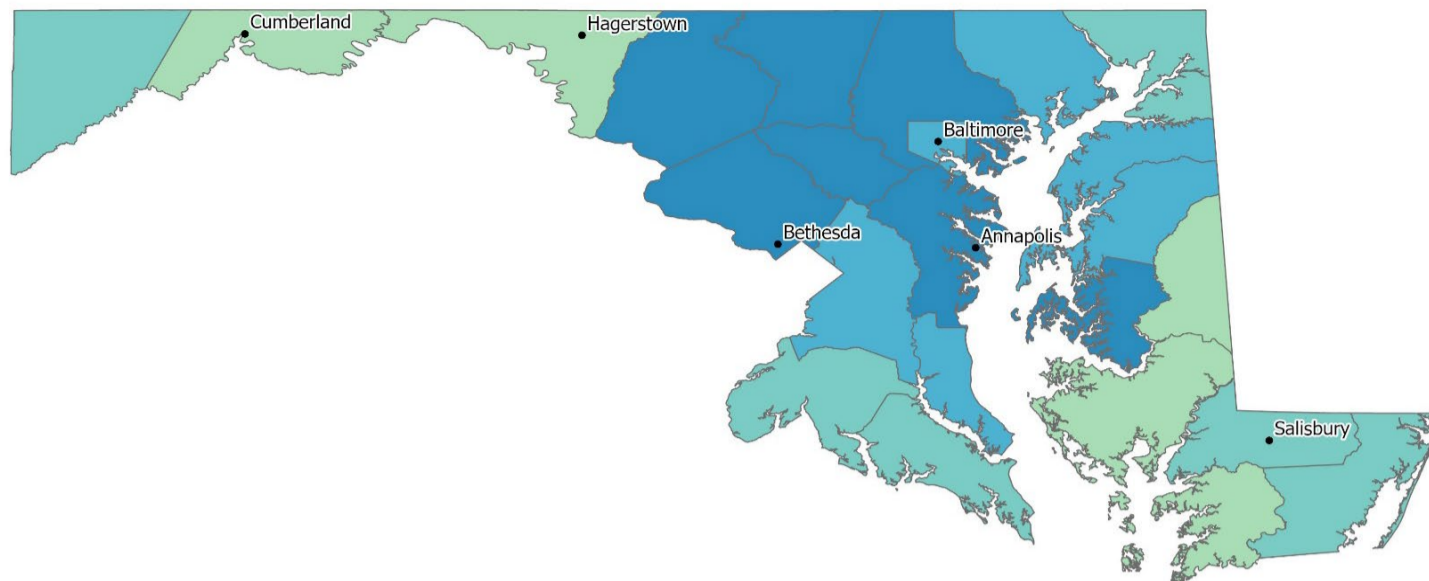 Cumberland
Hagerstown
Baltimore
Bethesda
Annapolis
Salisbury